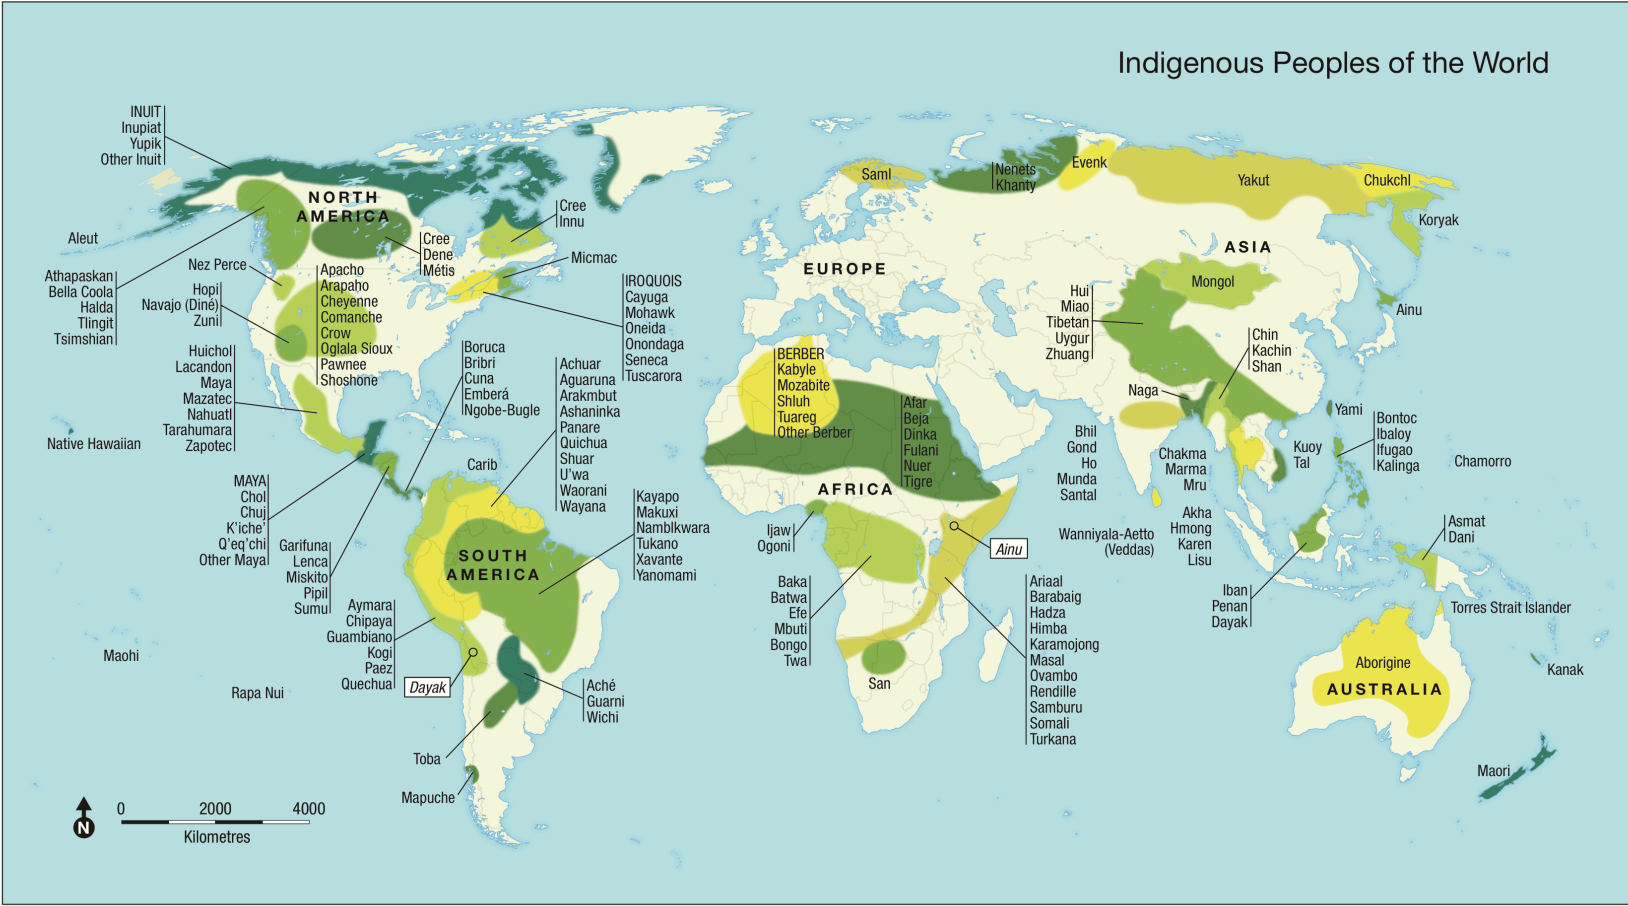 Indigenous Peoples of the World
INUIT
Inupiat
Yupik
Other Inuit
NORTH
AMERICA
Aleut
Athapaskan
Bella Coola
Halda
Tlingit
Tsimshian
Nez Perce
Hopi
Navajo (Diné)
Zuni
Apacho
Arapaho
Cheyenne
Comanche
Crow
Oglala Sioux
Pawnee
Shoshone
Cree
Dene
Métis
Cree
Innu
Micmac
IROQUOIS
Cayuga
Mohawk
Oneida
Onondaga
Seneca
Tuscarora
Huichol
Lacandon
Maya
Mazatec
Nahuatl
Tarahumara
Zapotec
Native Hawaiian
Boruca
Bribri
Cuna
Emberá
Ngobe-Bugle
Carib
Achuar
Aguaruna
Arakmbut
Ashaninka
Panare
Quichua
Shuar
U'wa
Waorani
Wayana
MAYA
Chol
Chuj
K'iche'
Q'eq'chi
Other Mayal
Garifuna
Lenca
Miskito
Pipil
Sumu
Kayapo
Makuxi
Namblkwara
Tukano
Xavante
Yanomami
SOUTH
AMERICA
Aymara
Chipaya
Guambiano
Kogi
Paez
Quechua
Dayak
Maohi
Rapa Nui
Aché
Guarni
Wichi
Toba
Mapuche
N
0 2000 4000
Kilometres
EUROPE
Saml
Nenets
Khanty
Evenk
Yakut
Chukchl
Koryak
ASIA
Mongol
Ainu
Hui
Miao
Tibetan
Uygur
Zhuang
Chin
Kachin
Shan
Naga
Yami
Bontoc
Ibaloy
Ifugao
Kalinga
Chamorro
Kuoy
Tal
Bhil
Gond
Ho
Munda
Santal
Chakma
Marma
Mru
Wanniyala-Aetto
(Veddas)
Akha
Hmong
Karen
Lisu
Iban
Penan
Dayak
Asmat
Dani
Torres Strait Islander
BERBER
Kabyle
Mozabite
Shluh
Tuareg
Other Berber
Afar
Beja
Dinka
Fulani
Nuer
Tigre
AFRICA
Ijaw
Ogoni
Ainu
Baka
Batwa
Efe
Mbuti
Bongo
Twa
San
Ariaal
Barabaig
Hadza
Himba
Karamojong
Masal
Ovambo
Rendille
Samburu
Somali
Turkana
Aborigine
AUSTRALIA
Kanak
Maori